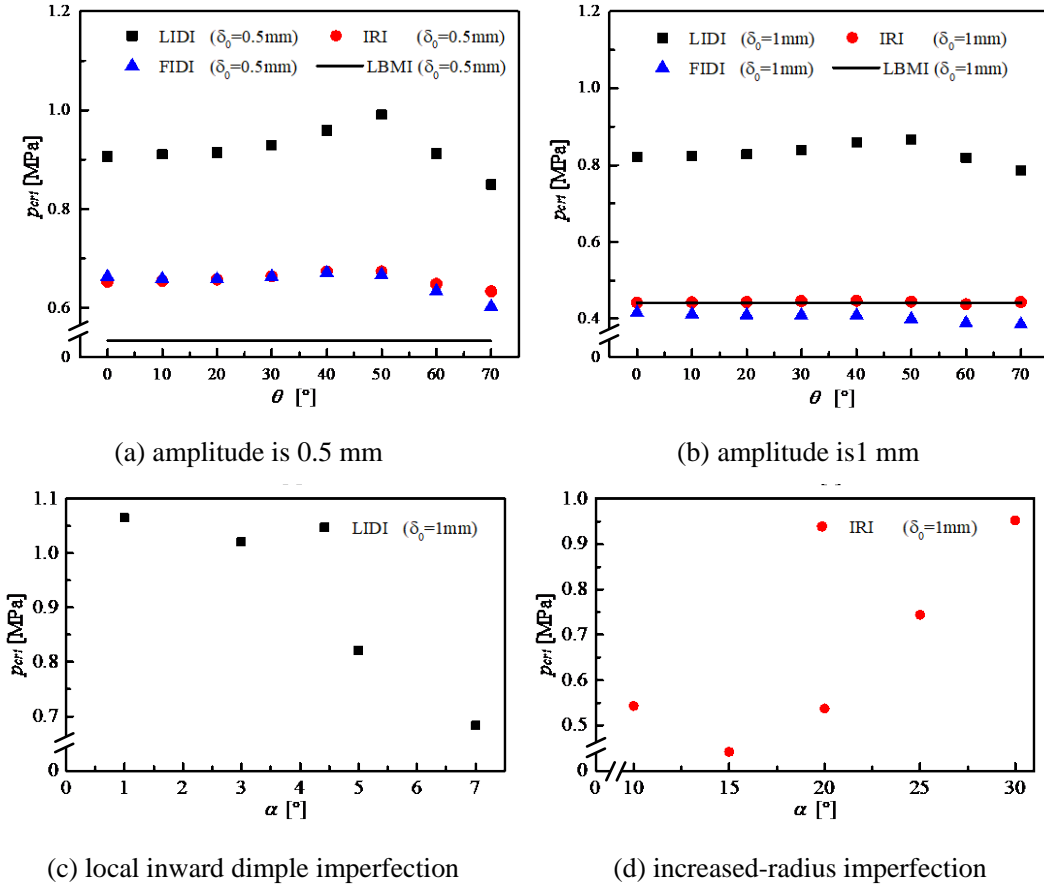 1.2
LIDI (δ₀=0.5mm) IRI (δ₀=0.5mm)
FIDI (δ₀=0.5mm) LBMI (δ₀=0.5mm)
1.0
0.8
0.6
0
p_cr1 [MPa]
0 10 20 30 40 50 60 70
θ [°]
(a) amplitude is 0.5 mm
1.2
LIDI (δ₀=1mm) IRI (δ₀=1mm)
FIDI (δ₀=1mm) LBMI (δ₀=1mm)
1.0
0.8
0.6
0.4
0
p_cr1 [MPa]
0 10 20 30 40 50 60 70
θ [°]
(b) amplitude is1 mm
1.1
LIDI (δ₀=1mm)
1.0
0.9
0.8
0.7
0
p_cr1 [MPa]
0 1 2 3 4 5 6 7
α [°]
(c) local inward dimple imperfection
1.0
IRI (δ₀=1mm)
0.9
0.8
0.7
0.6
0.5
0
p_cr1 [MPa]
0 10 15 20 25 30
α [°]
(d) increased-radius imperfection